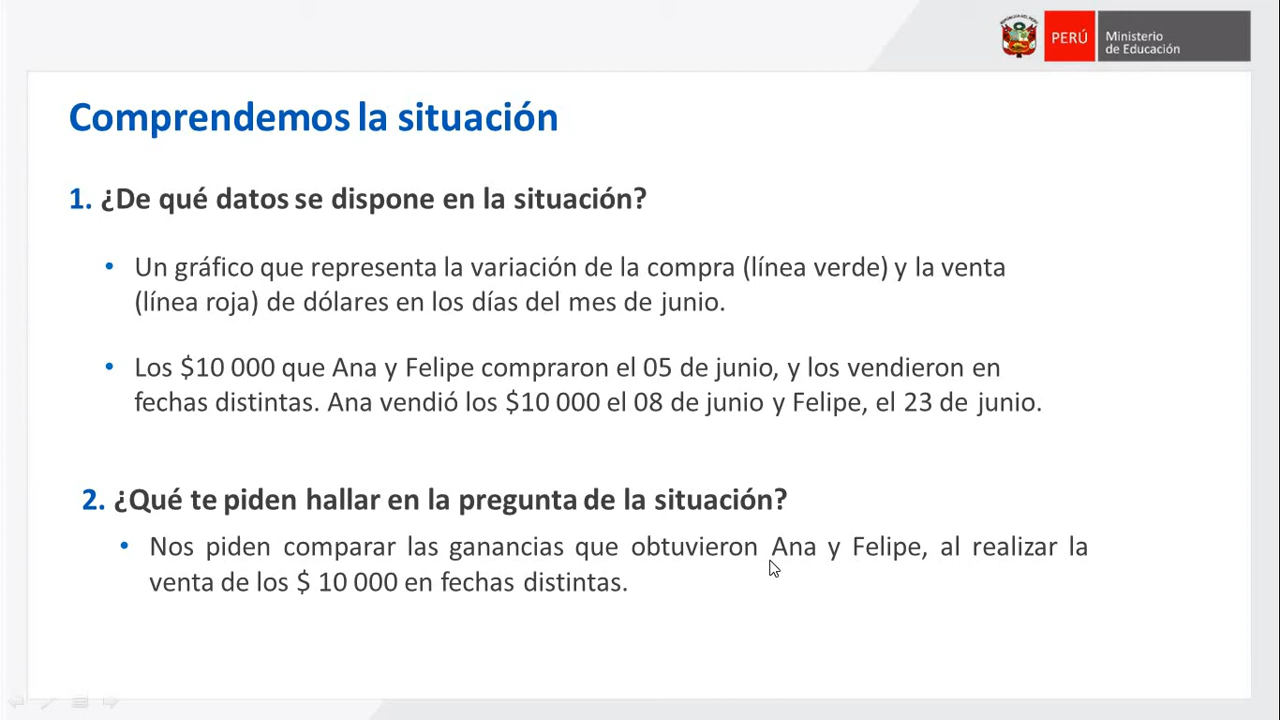 PERÚ
Ministerio
de Educación
Comprendemos la situación
1. ¿De qué datos se dispone en la situación?
• Un gráfico que representa la variación de la compra (línea verde) y la venta
(línea roja) de dólares en los días del mes de junio.
• Los $10 000 que Ana y Felipe compraron el 05 de junio, y los vendieron en
fechas distintas. Ana vendió los $10 000 el 08 de junio y Felipe, el 23 de junio.
2. ¿Qué te piden hallar en la pregunta de la situación?
• Nos piden comparar las ganancias que obtuvieron Ana y Felipe, al realizar la
venta de los $ 10 000 en fechas distintas.